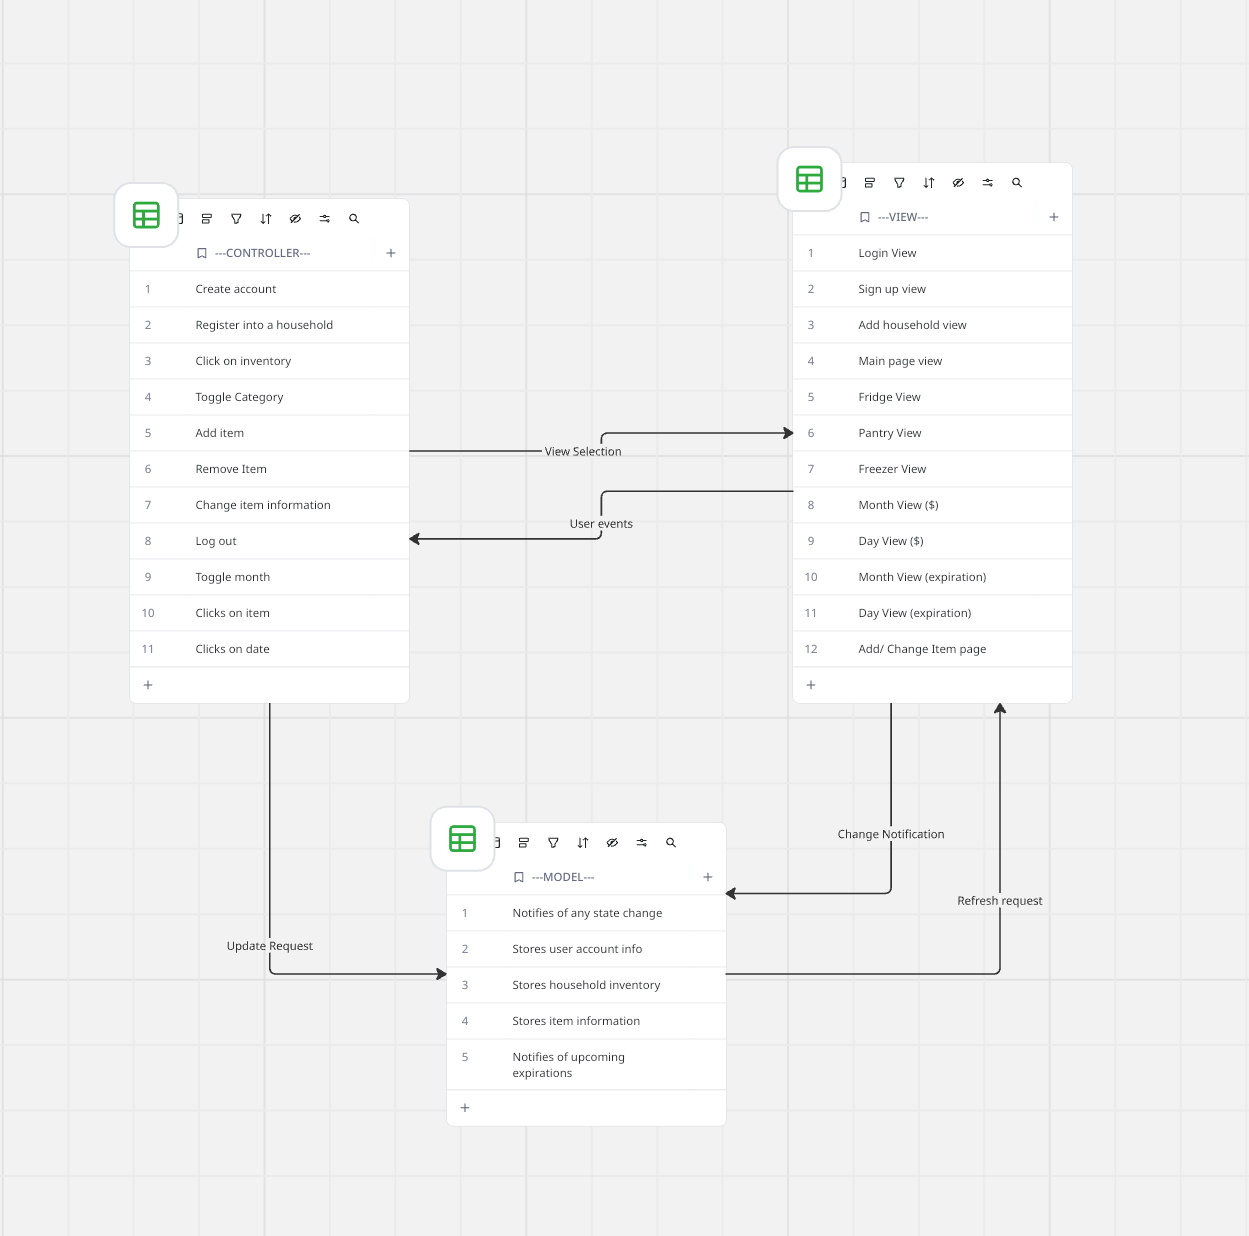 ---CONTROLLER---
1 Create account
2 Register into a household
3 Click on inventory
4 Toggle Category
5 Add item
6 Remove Item
7 Change item information
8 Log out
9 Toggle month
10 Clicks on item
11 Clicks on date
View Selection
User events
---VIEW---
1 Login View
2 Sign up view
3 Add household view
4 Main page view
5 Fridge View
6 Pantry View
7 Freezer View
8 Month View ($)
9 Day View ($)
10 Month View (expiration)
11 Day View (expiration)
12 Add/ Change Item page
Change Notification
Refresh request
Update Request
---MODEL---
1 Notifies of any state change
2 Stores user account info
3 Stores household inventory
4 Stores item information
5 Notifies of upcoming
expirations